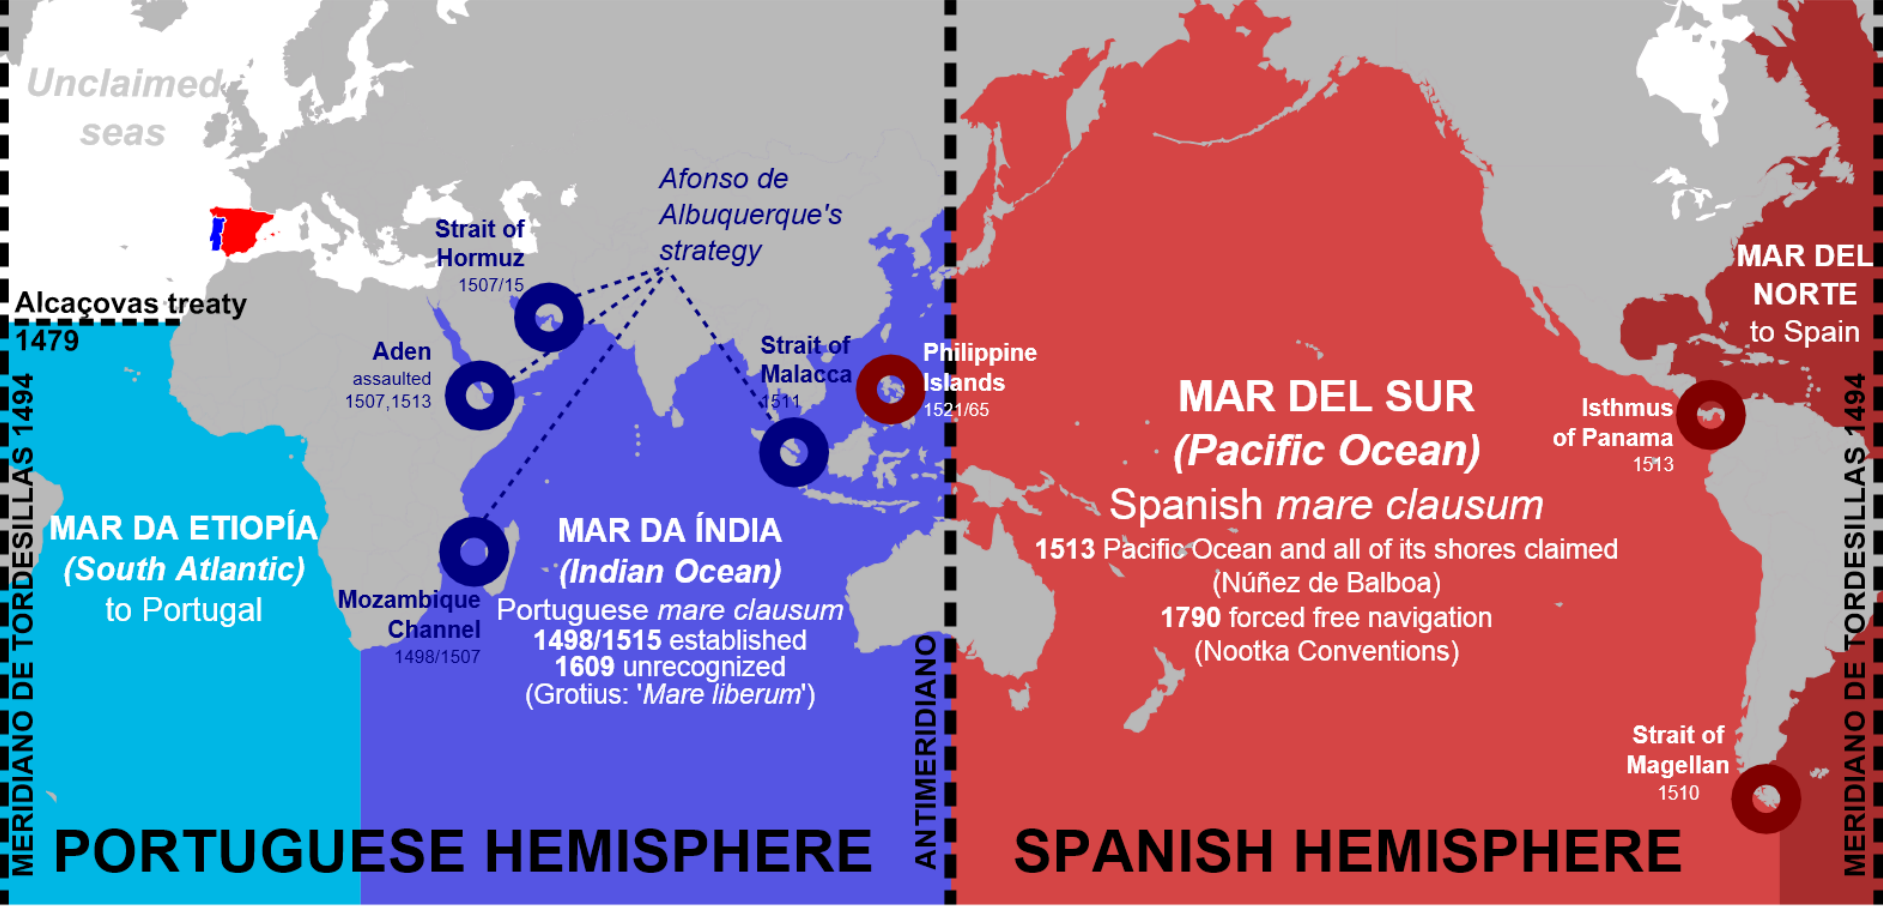 Unclaimed
seas
Afonso de
Albuquerque's
strategy
Strait of
Hormuz
1507/15
Alcaçovas treaty
1479
Aden
assaulted
1507,1513
Strait of
Malacca
1511
Philippine
Islands
1521/65
MAR DEL
NORTE
to Spain
MAR DEL SUR
(Pacific Ocean)
Spanish mare clausum
1513 Pacific Ocean and all of its shores claimed
(Núñez de Balboa)
1790 forced free navigation
(Nootka Conventions)
Isthmus
of Panama
1513
MAR DA ETIOPÍA
(South Atlantic)
to Portugal
MAR DA ÍNDIA
(Indian Ocean)
Portuguese mare clausum
1498/1515 established
1609 unrecognized
(Grotius: 'Mare liberum')
Mozambique
Channel
1498/1507
Strait of
Magellan
1510
MERIDIANO DE TORDESILLAS 1494
ANTIMERIDIANO
MERIDIANO DE TORDESILLAS 1494
PORTUGUESE HEMISPHERE
SPANISH HEMISPHERE